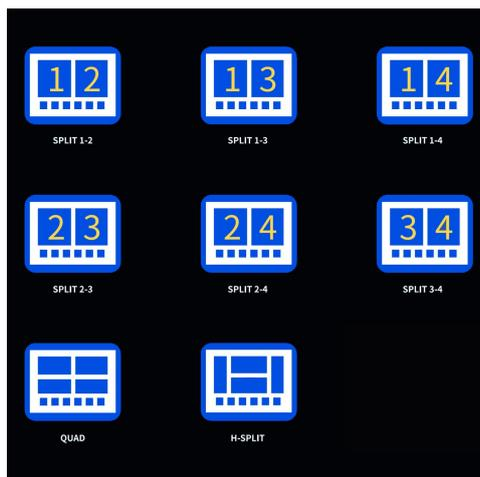 1 2
1 3
1 4
SPLIT 1-2
SPLIT 1-3
SPLIT 1-4
2 3
2 4
3 4
SPLIT 2-3
SPLIT 2-4
SPLIT 3-4
QUAD
H-SPLIT